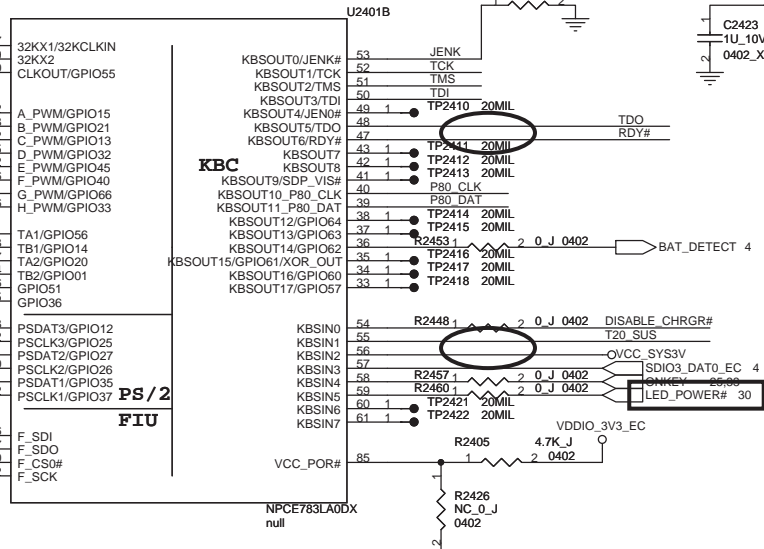 U2401B
C2423
1U_10V
0402_X
1
2
32KX1/32KCLKIN
32KX2
CLKOUT/GPIO55
A_PWM/GPIO15
B_PWM/GPIO21
C_PWM/GPIO13
D_PWM/GPIO32
E_PWM/GPIO45
F_PWM/GPIO40
G_PWM/GPIO66
H_PWM/GPIO33
TA1/GPIO56
TB1/GPIO14
TA2/GPIO20
TB2/GPIO01
GPIO51
GPIO36
PSDAT3/GPIO12
PSCLK3/GPIO25
PSDAT2/GPIO27
PSCLK2/GPIO26
PSDAT1/GPIO35
PSCLK1/GPIO37
PS/2
FIU
F_SDI
F_SDO
F_CS0#
F_SCK
KBC
KBSOUT0/JENK# 53 JENK
KBSOUT1/TCK 52 TCK
KBSOUT2/TMS 51 TMS
KBSOUT3/TDI 50 TDI
KBSOUT4/JEN0# 49 1 TP2410 20MIL
KBSOUT5/TDO 48 TDO
KBSOUT6/RDY# 47 RDY#
KBSOUT7 43 1 TP2411 20MIL
KBSOUT8 42 1 TP2412 20MIL
KBSOUT9/SDP_VIS# 41 1 TP2413 20MIL
KBSOUT10_P80_CLK 40 P80_CLK
KBSOUT11_P80_DAT 39 P80_DAT
KBSOUT12/GPIO64 38 1 TP2414 20MIL
KBSOUT13/GPIO63 37 1 TP2415 20MIL
KBSOUT14/GPIO62 36 R2453 1 2 0_J 0402 BAT_DETECT 4
KBSOUT15/GPIO61/XOR_OUT 35 1 TP2416 20MIL
KBSOUT16/GPIO60 34 1 TP2417 20MIL
KBSOUT17/GPIO57 33 1 TP2418 20MIL
KBSIN0 54 R2448 1 2 0_J 0402 DISABLE_CHRGR#
KBSIN1 55 T20_SUS
KBSIN2 56 VCC_SYS3V
KBSIN3 57 SDIO3_DAT0_EC 4
KBSIN4 58 R2457 1 2 0_J 0402 ONKEY
KBSIN5 59 R2460 1 2 0_J 0402 LED_POWER# 30
KBSIN6 60 1 TP2421 20MIL
KBSIN7 61 1 TP2422 20MIL
VDDIO_3V3_EC
VCC_POR# 85 R2405 1 2 4.7K_J 0402
1
R2426
NC_0_J
0402
2
NPCE783LA0DX
null